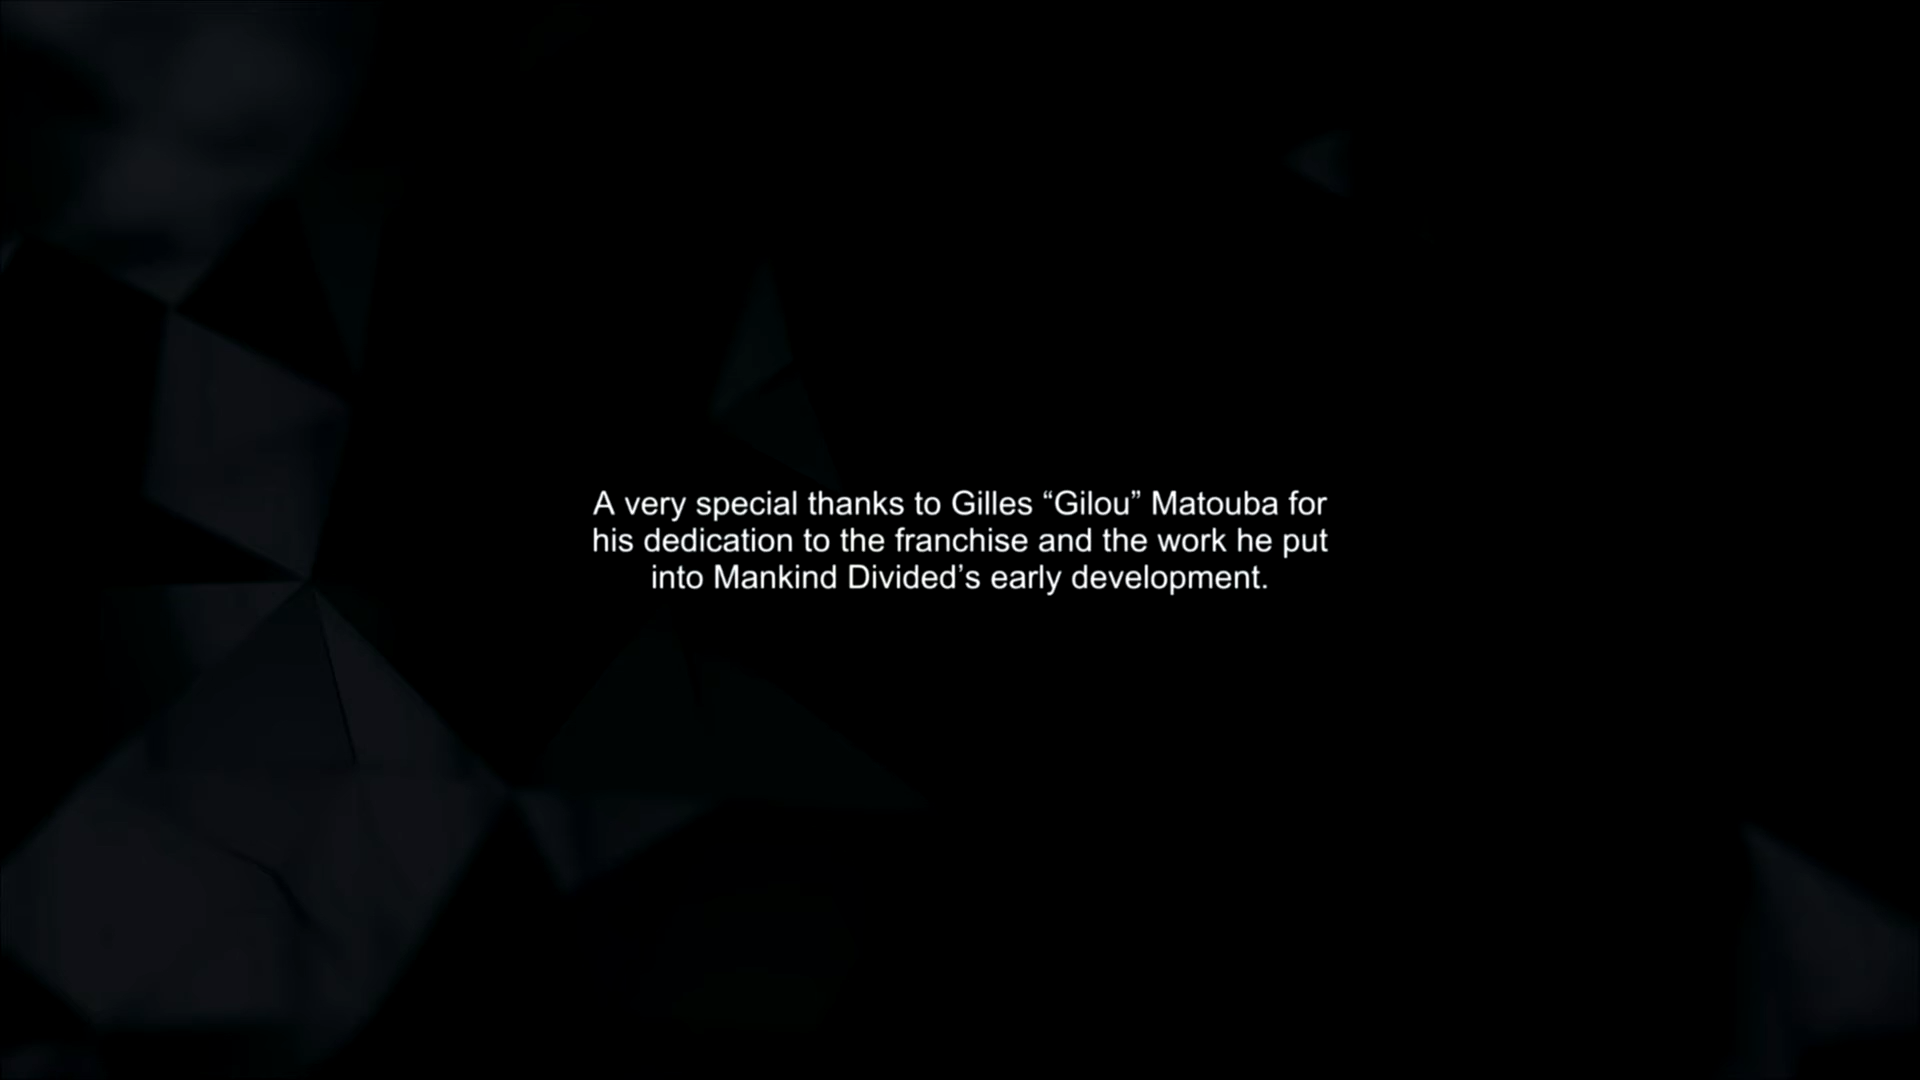 A very special thanks to Gilles “Gilou” Matouba for
his dedication to the franchise and the work he put
into Mankind Divided’s early development.